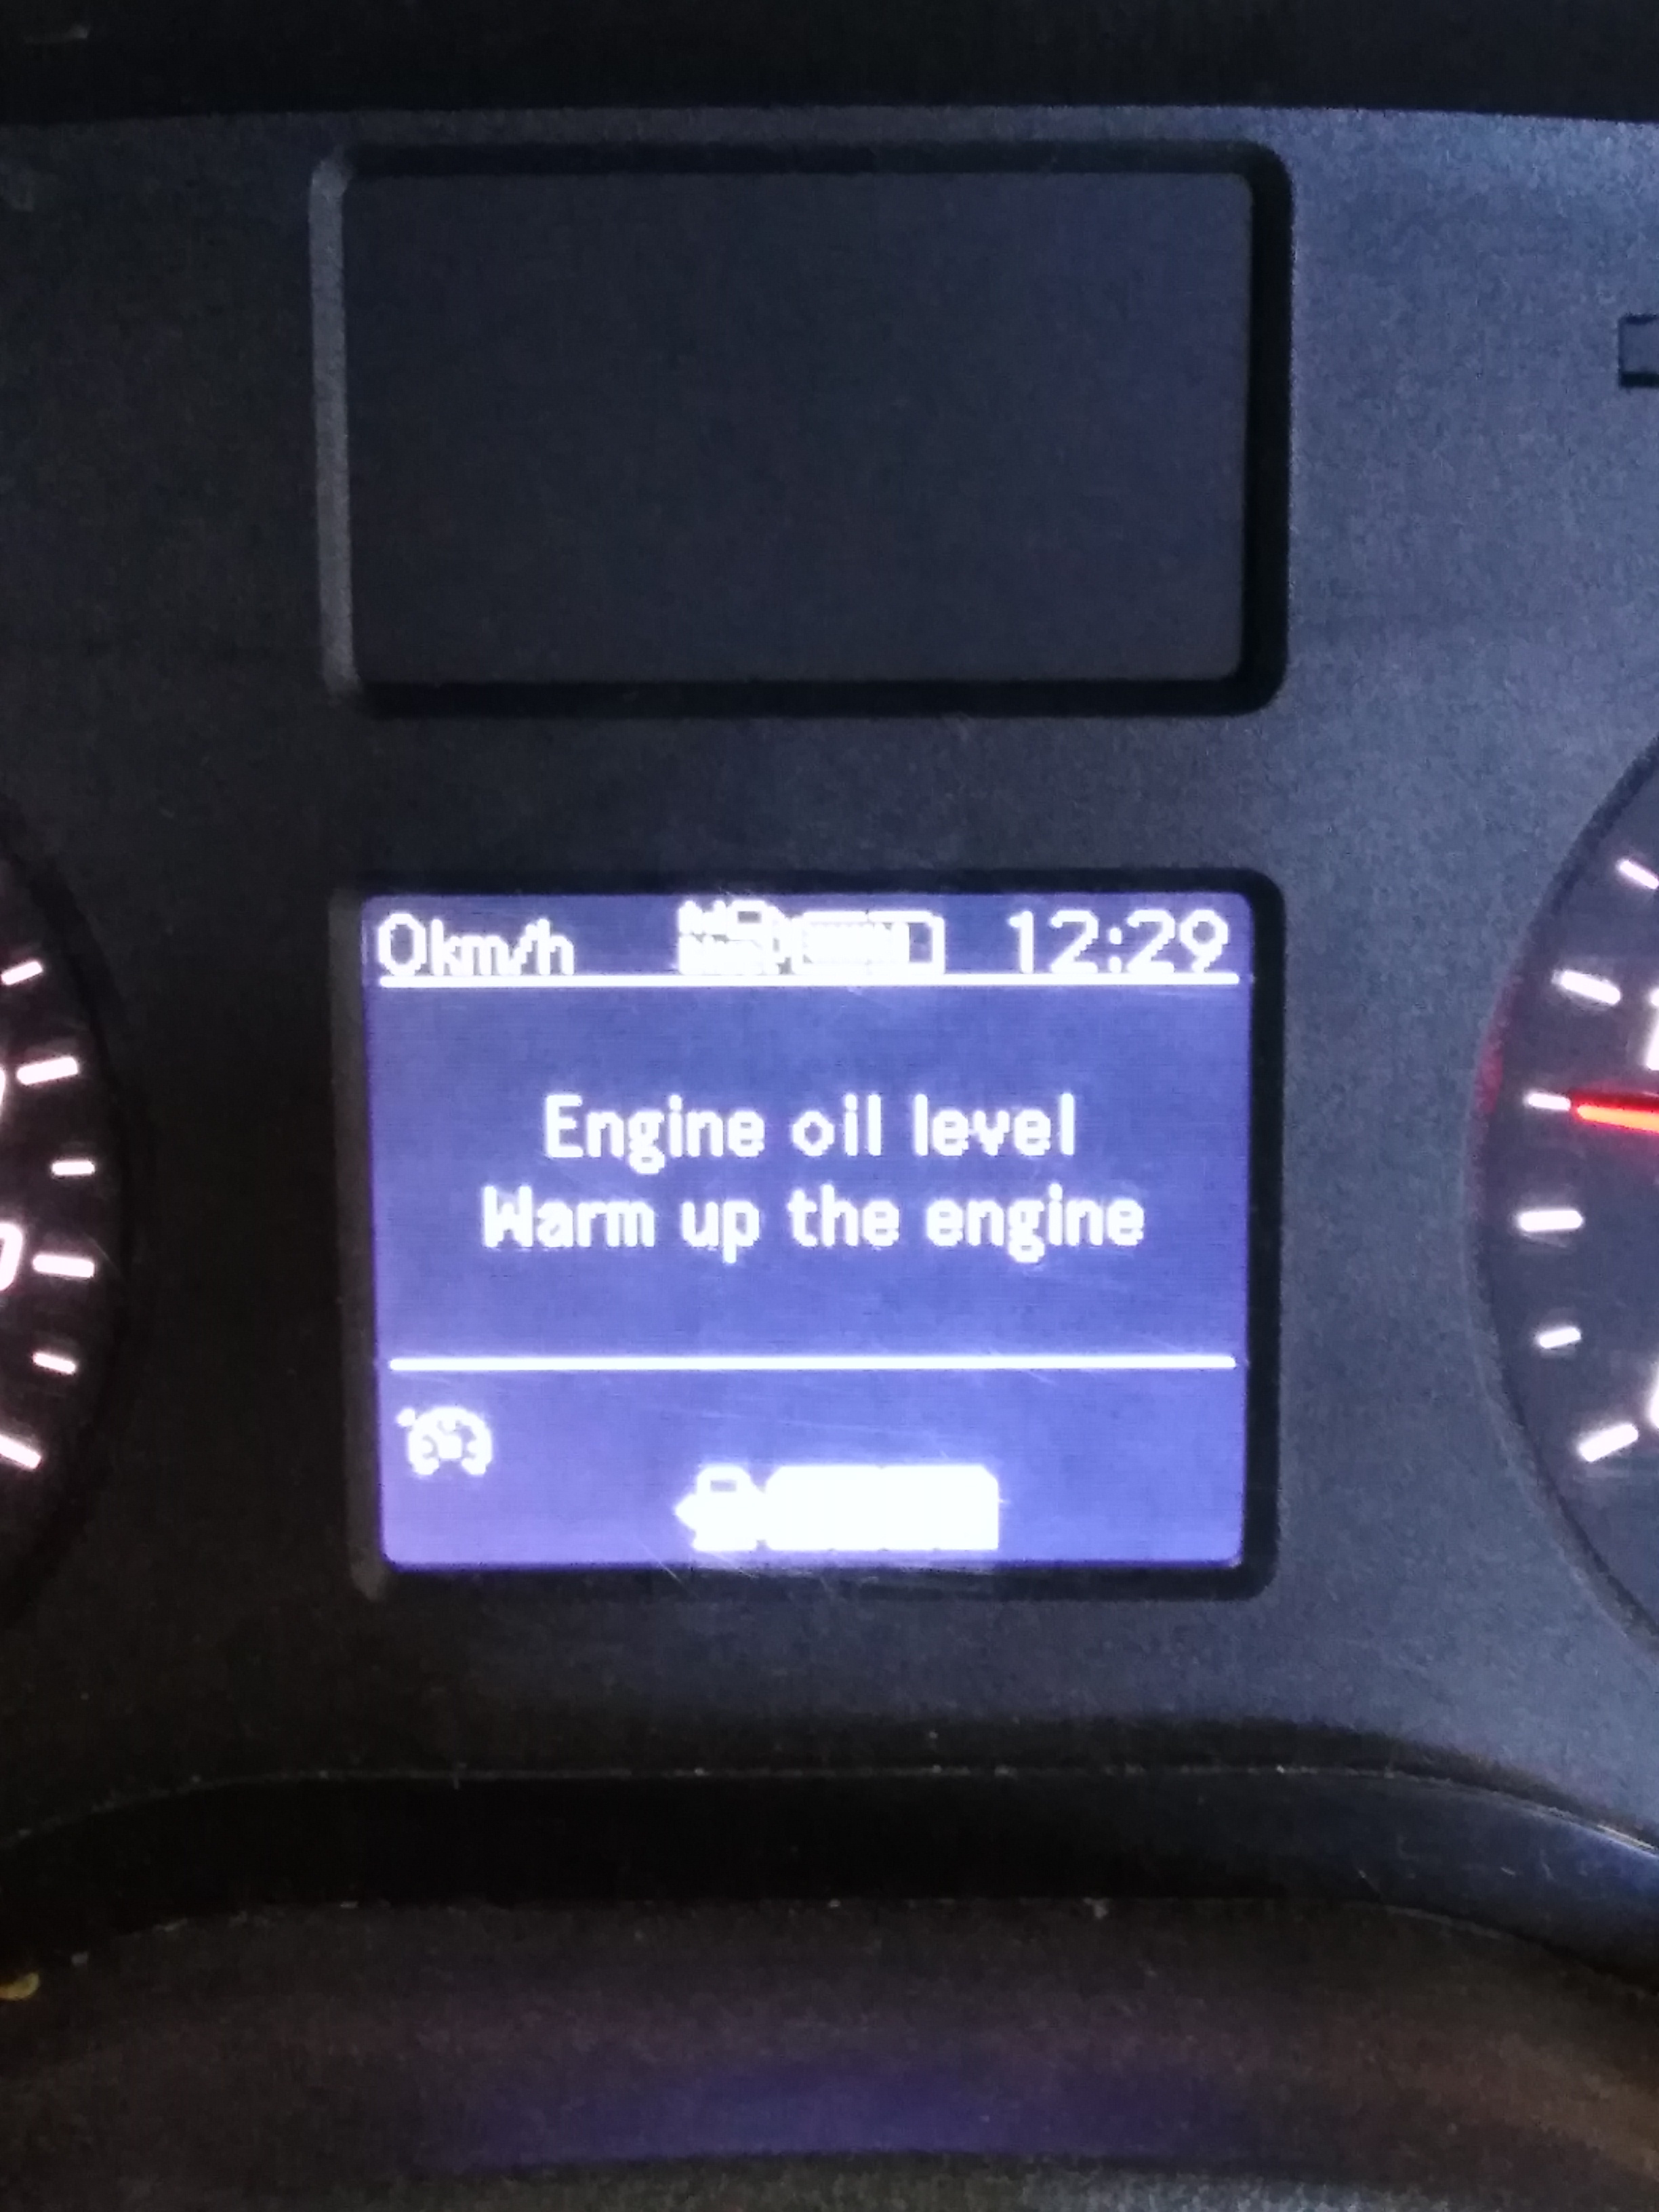 0km/h 12:29
Engine oil level
Warm up the engine